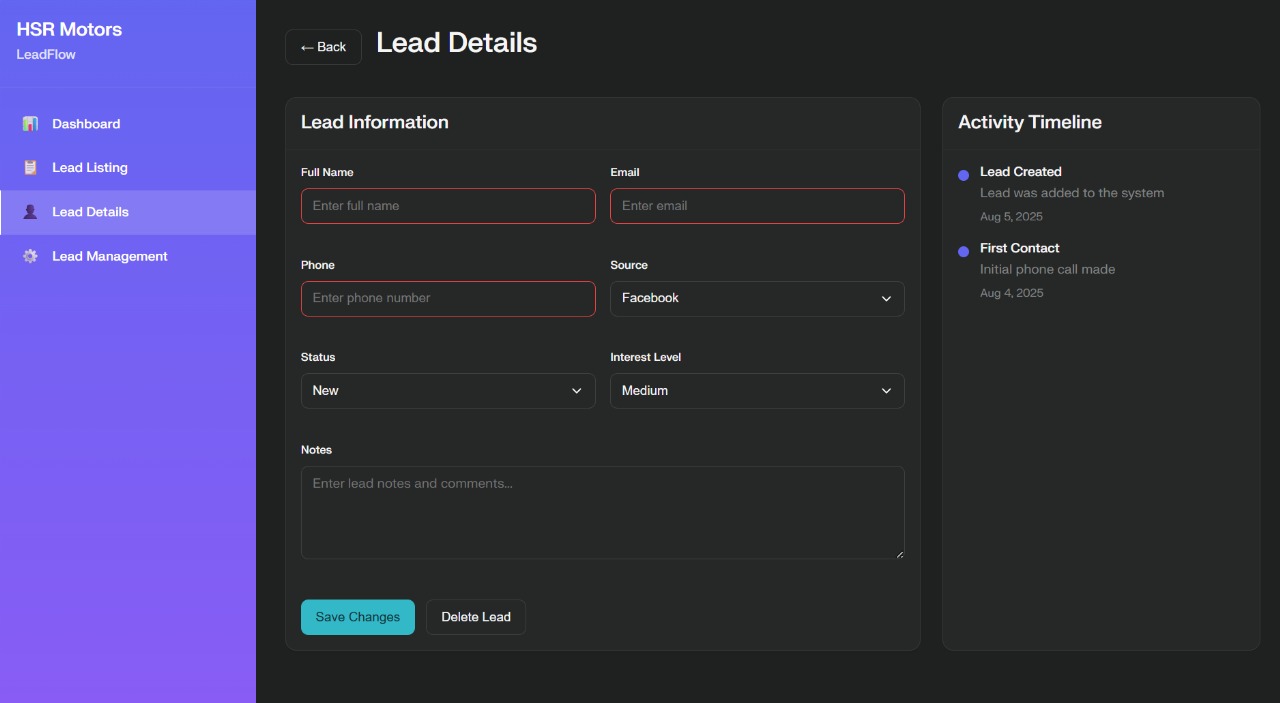 HSR Motors
LeadFlow
Dashboard
Lead Listing
Lead Details
Lead Management
← Back
Lead Details
Lead Information
Full Name
Email
Enter full name
Enter email
Phone
Source
Enter phone number
Facebook
Status
Interest Level
New
Medium
Notes
Enter lead notes and comments...
Save Changes
Delete Lead
Activity Timeline
Lead Created
Lead was added to the system
Aug 5, 2025
First Contact
Initial phone call made
Aug 4, 2025